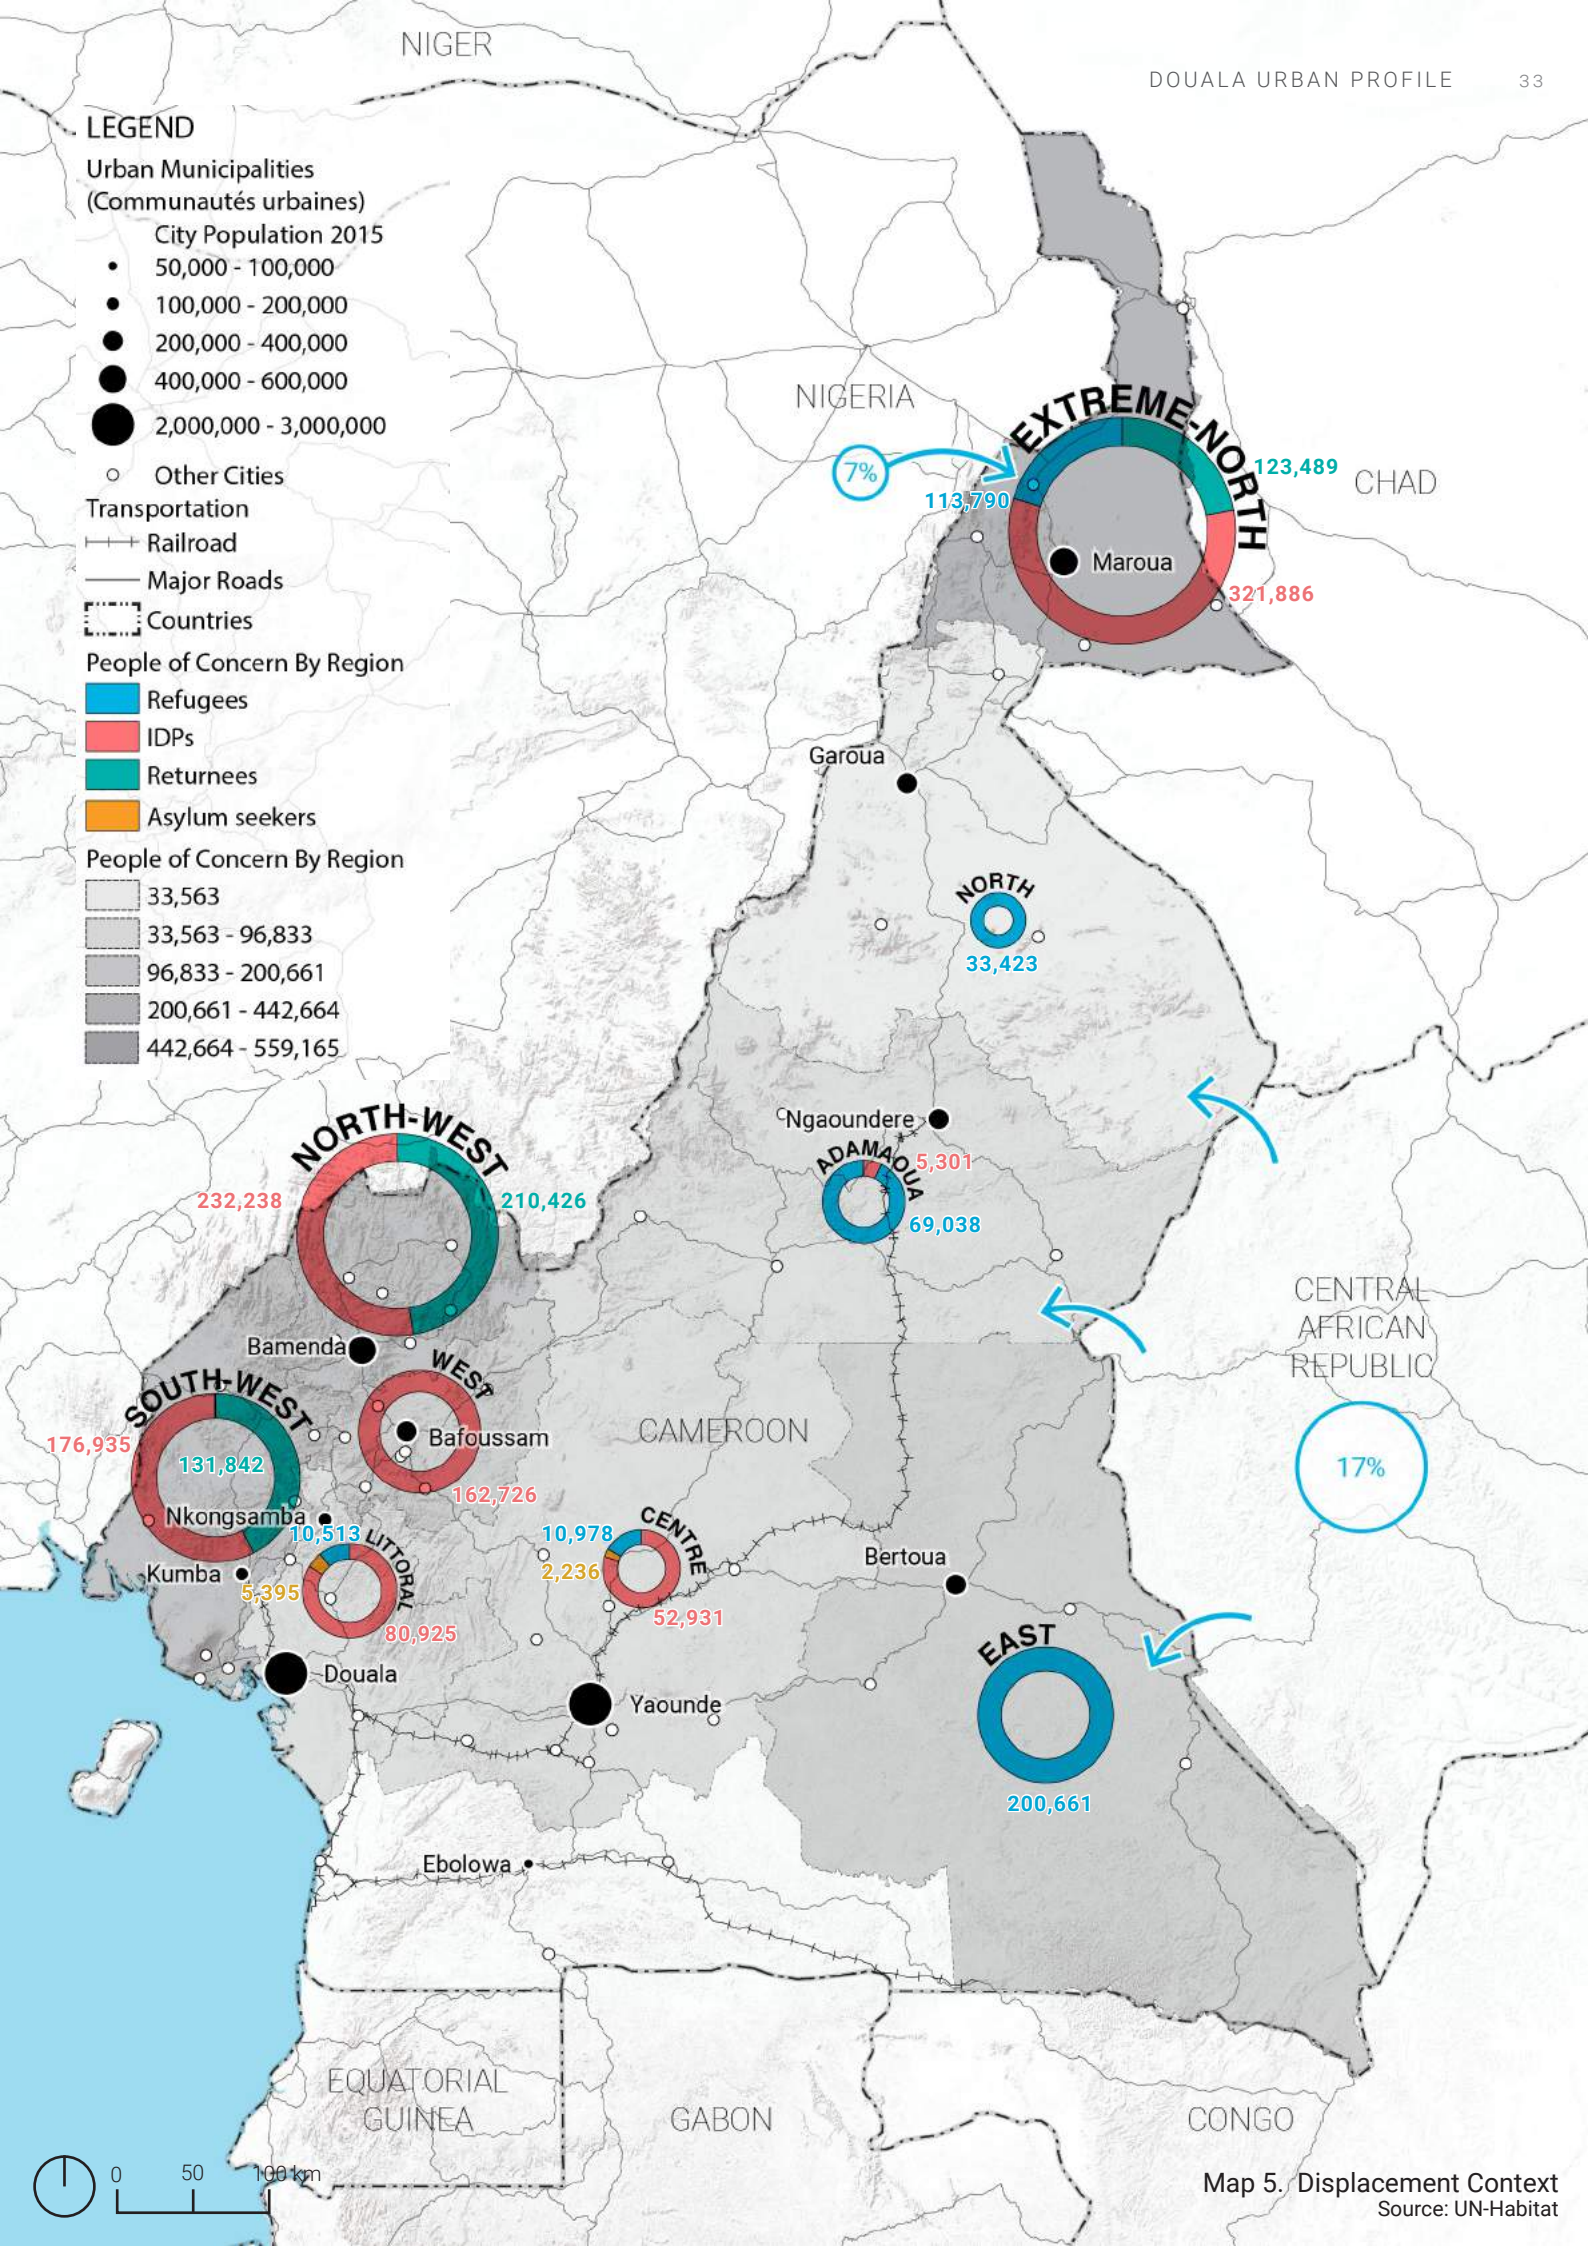 NIGER
DOUALA URBAN PROFILE 33
LEGEND
Urban Municipalities
(Communautés urbaines)
City Population 2015
50,000 - 100,000
100,000 - 200,000
200,000 - 400,000
400,000 - 600,000
2,000,000 - 3,000,000
Other Cities
Transportation
Railroad
Major Roads
Countries
People of Concern By Region
Refugees
IDPs
Returnees
Asylum seekers
People of Concern By Region
33,563
33,563 - 96,833
96,833 - 200,661
200,661 - 442,664
442,664 - 559,165
NIGERIA
EXTREME-NORTH
7%
123,489
CHAD
113,790
Maroua
321,886
Garoua
NORTH
33,423
Ngaoundere
ADAMAOUA
5,301
69,038
NORTH-WEST
232,238
210,426
CENTRAL
AFRICAN
REPUBLIC
17%
Bamenda
WEST
SOUTH-WEST
CAMEROON
Bafoussam
176,935
131,842
162,726
Nkongsamba
10,513
LITTORAL
10,978
CENTRE
2,236
Bertoua
Kumba
5,395
52,931
80,925
EAST
Douala
Yaounde
200,661
Ebolowa
EQUATORIAL
GUINEA
GABON
CONGO
0 50 100 km
Map 5. Displacement Context
Source: UN-Habitat